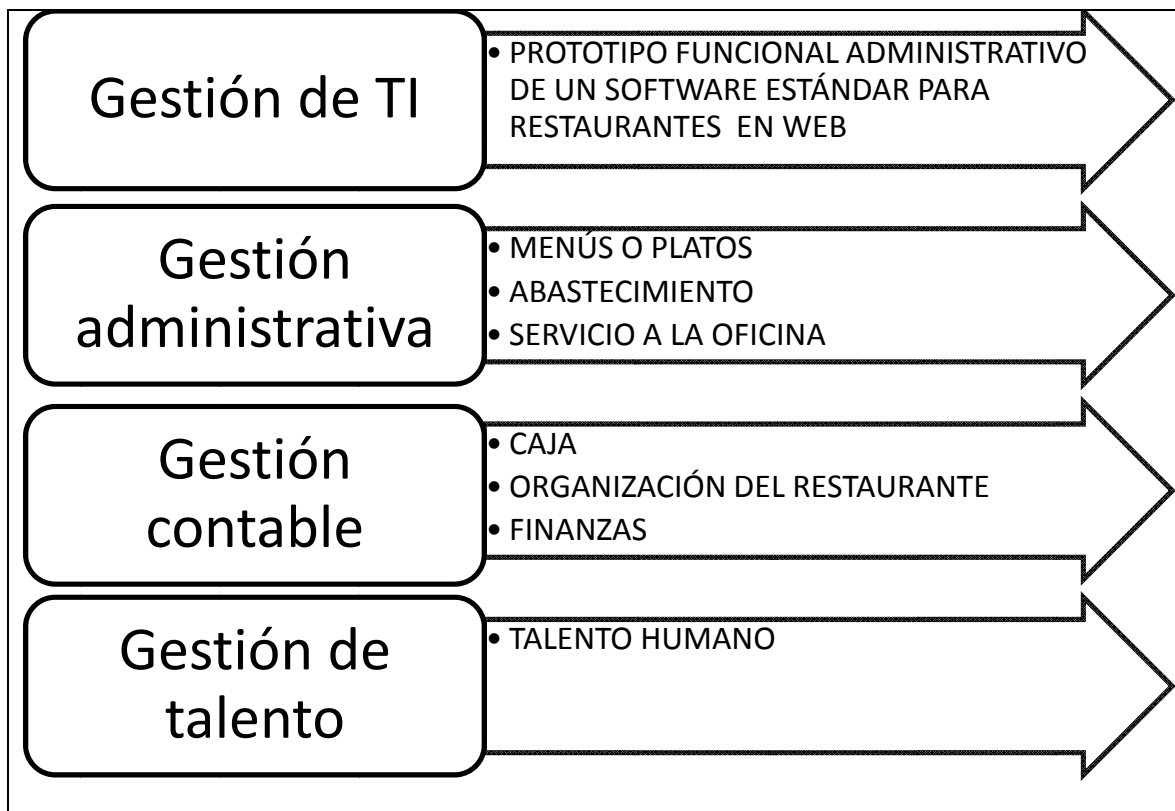 Gestión de TI
• PROTOTIPO FUNCIONAL ADMINISTRATIVO
DE UN SOFTWARE ESTÁNDAR PARA
RESTAURANTES EN WEB
Gestión
administrativa
• MENÚS O PLATOS
• ABASTECIMIENTO
• SERVICIO A LA OFICINA
Gestión
contable
• CAJA
• ORGANIZACIÓN DEL RESTAURANTE
• FINANZAS
Gestión de
talento
• TALENTO HUMANO